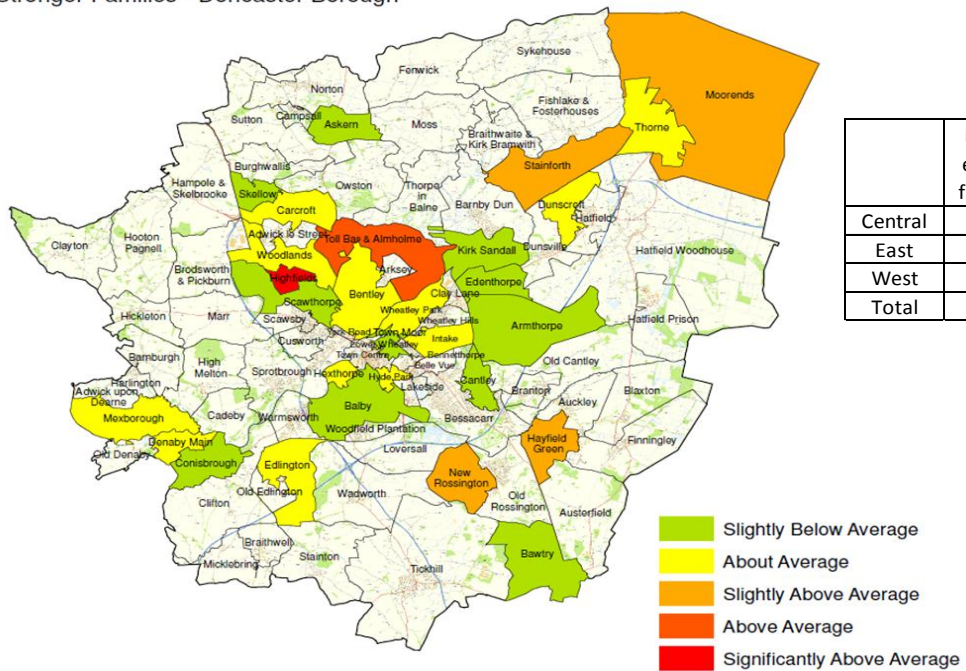 Stronger Families - Doncaster Borough
Sykehouse
Fenwick
Norton
Moorends
Campsall
Sutton
Askern
Moss
Fishlake &
Fosterhouses
Thorne
Braithwaite &
Kirk Bramwith
Burghwallis
Stainforth
Hampole &
Skelbrooke
Skellow
Owston
Thorpe
in
Balne
Barnby Dun
Dunscroft
Hatfield
Carcroft
Clayton
Hooton
Pagnell
Adwick le Street
Toll Bar & Almholme
Kirk Sandall
Dunsville
Hatfield Woodhouse
Woodlands
Arksey
Brodsworth
& Pickburn
Highfields
Edenthorpe
Bentley
Clay Lane
Scawthorpe
Hickleton
Marr
Scawsby
Wheatley Park
Wheatley Hills
Armthorpe
Hatfield Prison
Cusworth
Town Moor
Intake
Lower Wheatley
Town Centre
Bennetthorpe
Barnburgh
High
Melton
Sprotbrough
Hexthorpe
Hyde Park
Belle Vue
Lakeside
Cantley
Old Cantley
Harlington
Adwick upon
Dearne
Branton
Blaxton
Auckley
Mexborough
Cadeby
Warmsworth
Balby
Bessacarr
Woodfield Plantation
Denaby Main
Old Denaby
Hayfield
Green
Finningley
Conisbrough
Loversall
Edlington
New
Rossington
Old Edlington
Wadworth
Clifton
Old
Rossington
Austerfield
Braithwell
Micklebring
Stainton
Bawtry
Tickhill
Slightly Below Average
About Average
Slightly Above Average
Above Average
Significantly Above Average
Central
East
West
Total